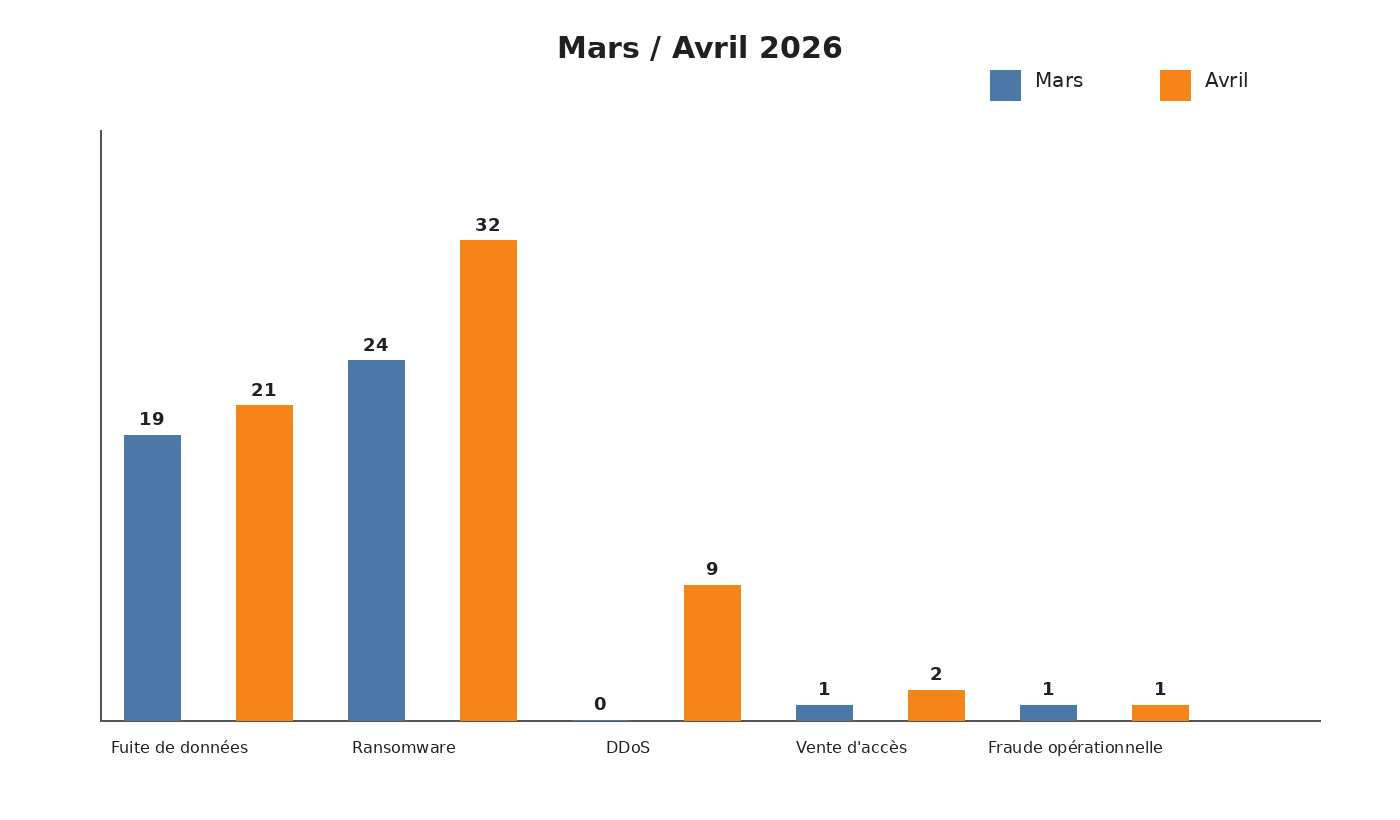 Mars / Avril 2026
Mars
Avril
32
24
21
19
9
0
2
1
1
1
Fuite de données
Ransomware
DDoS
Vente d'accès
Fraude opérationnelle